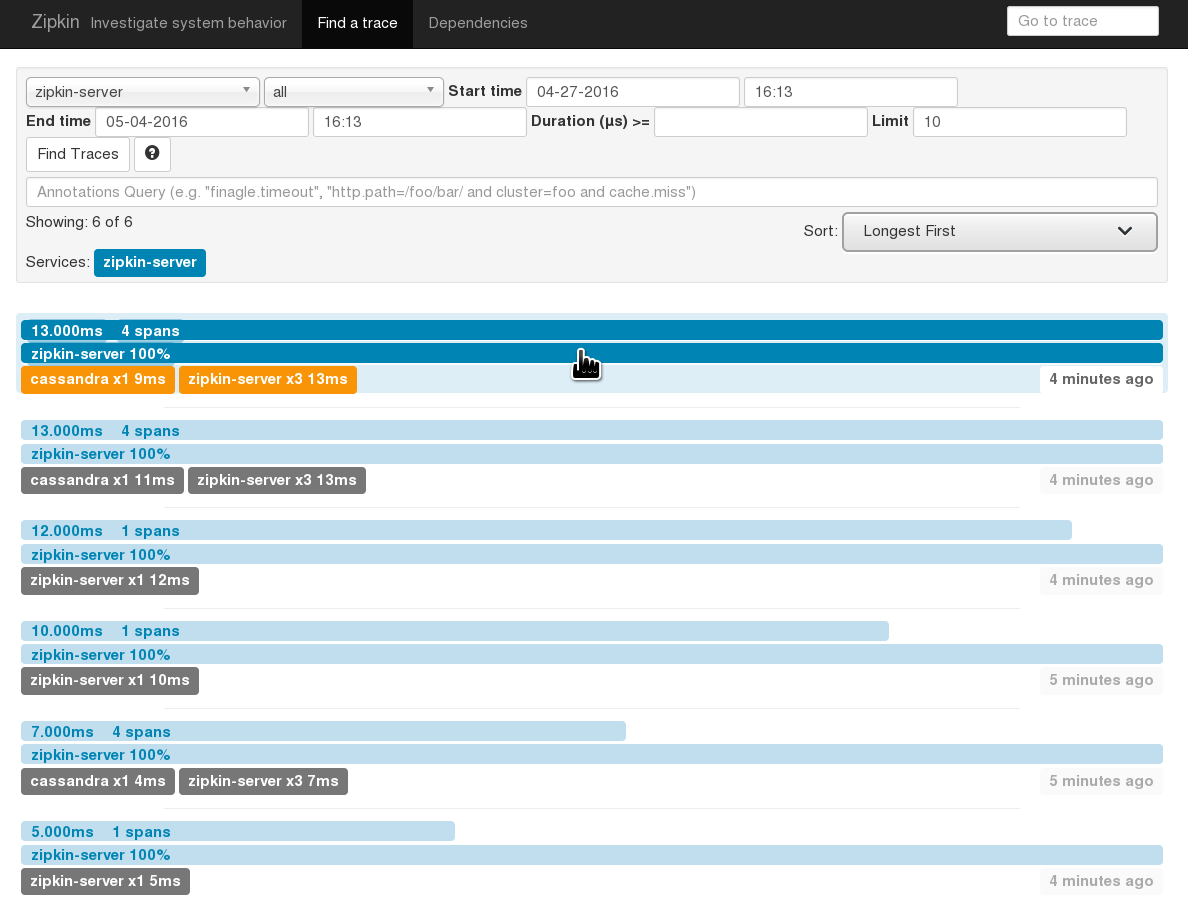 Zipkin Investigate system behavior Find a trace Dependencies Go to trace
zipkin-server all Start time 04-27-2016 16:13
End time 05-04-2016 16:13 Duration (µs) >= Limit 10
Find Traces ?
Annotations Query (e.g. "finagle.timeout", "http.path=/foo/bar/ and cluster=foo and cache.miss")
Showing: 6 of 6
Sort: Longest First
Services: zipkin-server
13.000ms 4 spans
zipkin-server 100%
cassandra x1 9ms zipkin-server x3 13ms 4 minutes ago
13.000ms 4 spans
zipkin-server 100%
cassandra x1 11ms zipkin-server x3 13ms 4 minutes ago
12.000ms 1 spans
zipkin-server 100%
zipkin-server x1 12ms 4 minutes ago
10.000ms 1 spans
zipkin-server 100%
zipkin-server x1 10ms 5 minutes ago
7.000ms 4 spans
zipkin-server 100%
cassandra x1 4ms zipkin-server x3 7ms 5 minutes ago
5.000ms 1 spans
zipkin-server 100%
zipkin-server x1 5ms 4 minutes ago